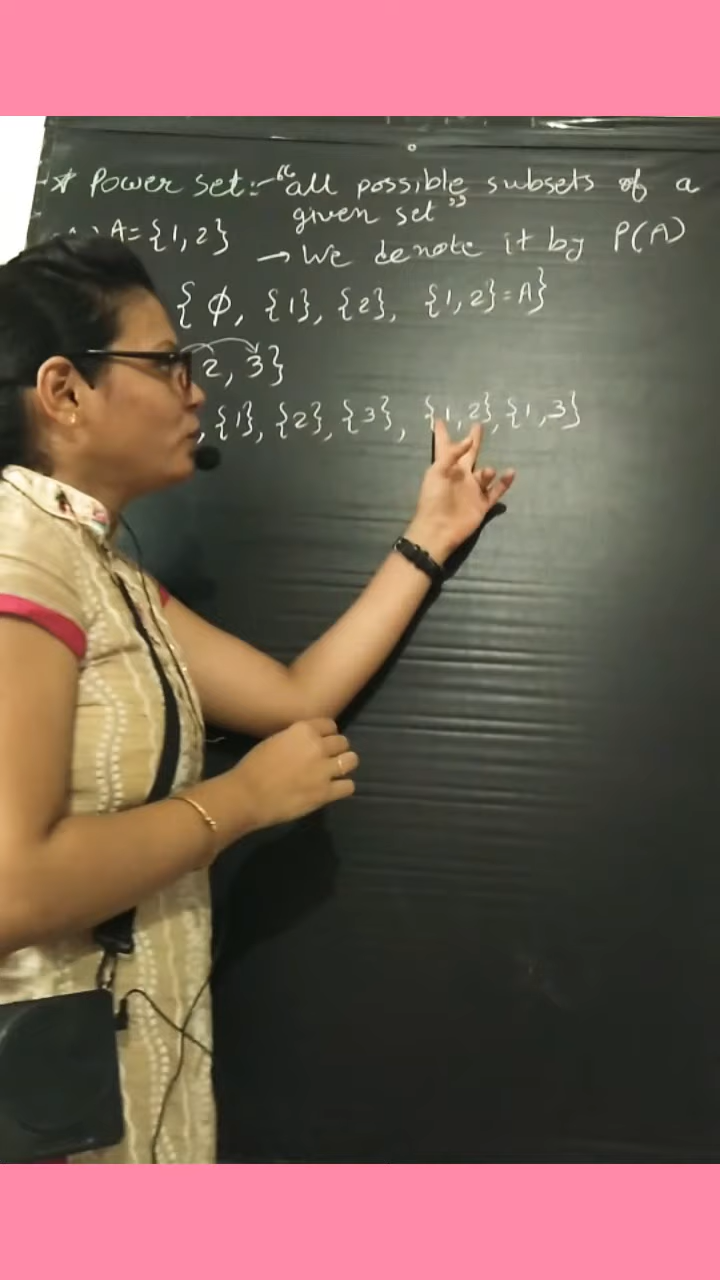 * Power set:- "all possible subsets of a
given set"
A={1,2}
→ We denote it by P(A)
{ϕ, {1}, {2}, {1,2}=A}
2, 3}
, {1}, {2}, {3}, {1,2}, {1,3}